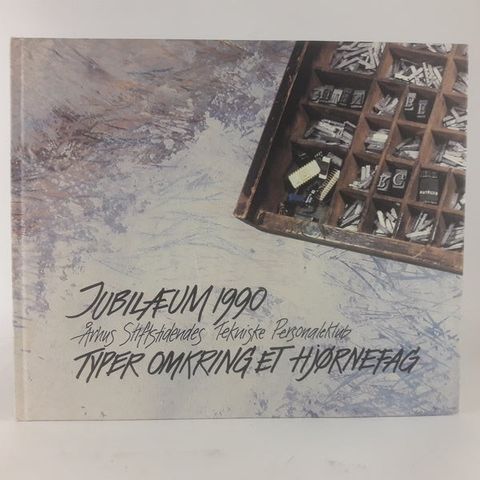 JUBILÆUM 1990
Århus Stiftstidendes Tekniske Personaleklub
TYPER OMKRING ET HJØRNEFAG